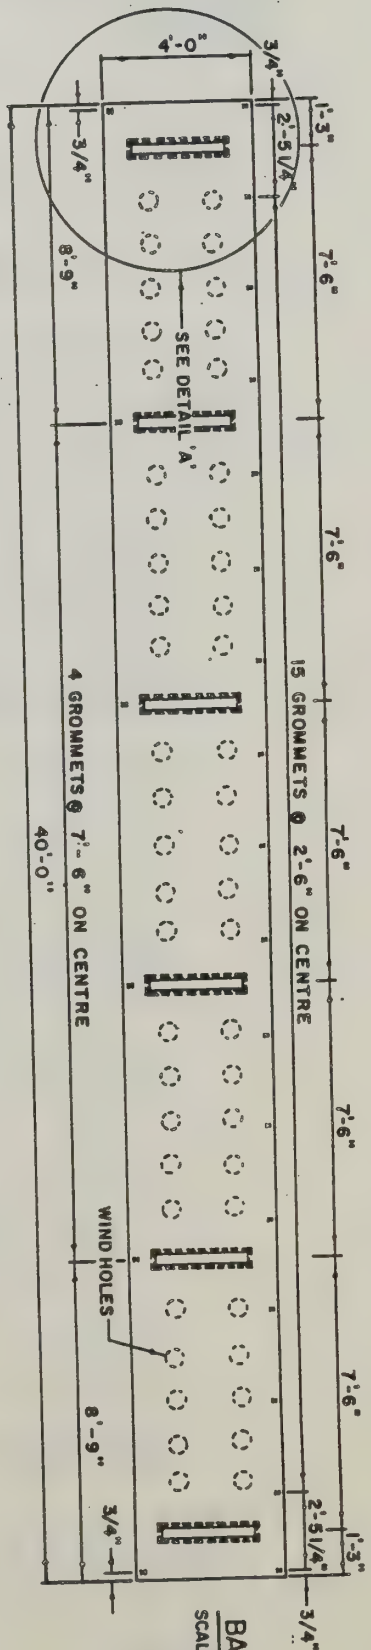 1'-3" 7'-6" 7'-6" 7'-6" 7'-6" 7'-6" 1'-3"
3/4" 2'-5 1/4" 15 GROMMETS @ 2'-6" ON CENTRE 2'-5 1/4" 3/4"
4'-0"
SEE DETAIL 'A'
WIND HOLES
3/4" 3/4"
8'-9" 4 GROMMETS @ 7'-6" ON CENTRE 8'-9"
40'-0"